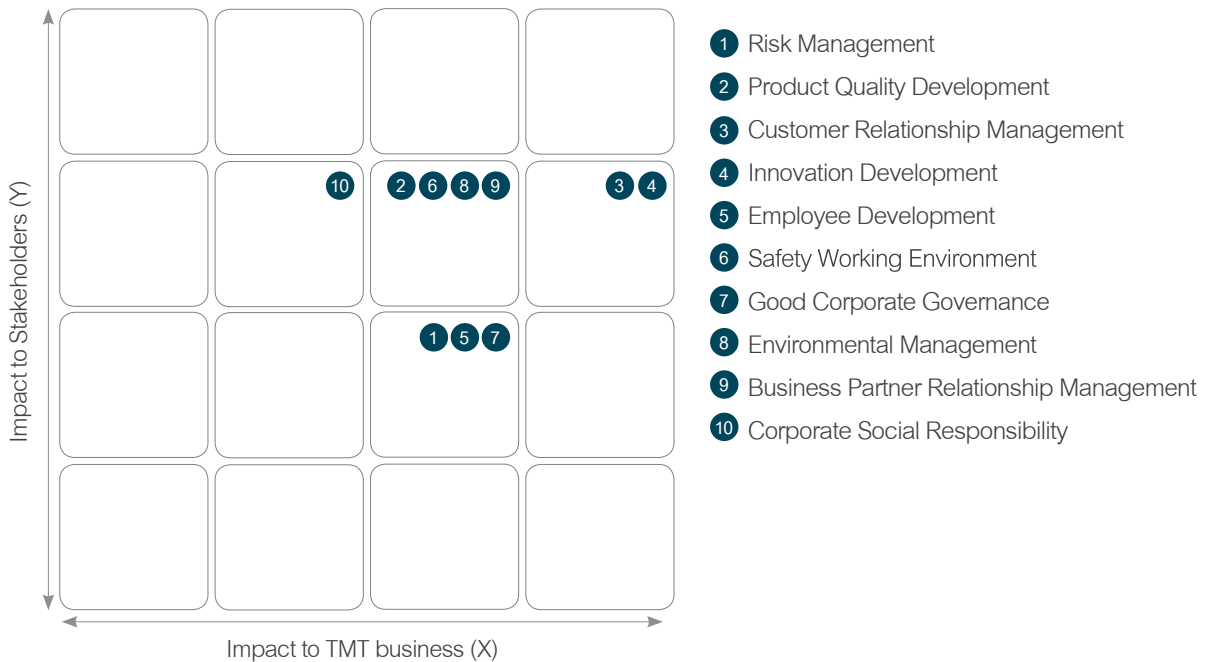 Impact to Stakeholders (Y)
10
2 6 8 9
3 4
1 5 7
Impact to TMT business (X)
1 Risk Management
2 Product Quality Development
3 Customer Relationship Management
4 Innovation Development
5 Employee Development
6 Safety Working Environment
7 Good Corporate Governance
8 Environmental Management
9 Business Partner Relationship Management
10 Corporate Social Responsibility